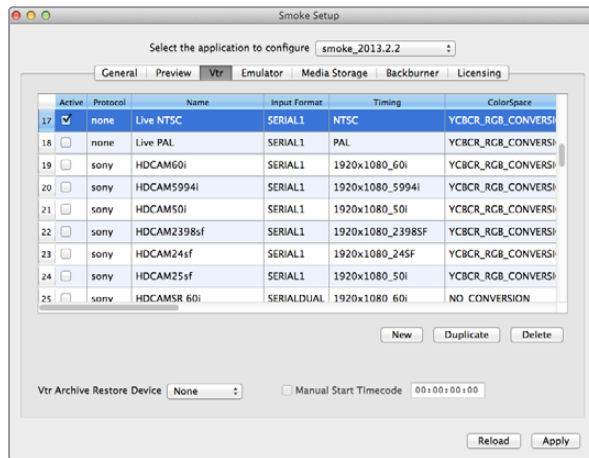 Smoke Setup
Select the application to configure smoke_2013.2.2
General Preview Vtr Emulator Media Storage Backburner Licensing
Active Protocol Name Input Format Timing ColorSpace
17 none Live NTSC SERIAL1 NTSC YCBCR_RGB_CONVERSI
18 none Live PAL SERIAL1 PAL YCBCR_RGB_CONVERSI
19 sony HDCAM60i SERIAL1 1920x1080_60i YCBCR_RGB_CONVERSI
20 sony HDCAM5994i SERIAL1 1920x1080_5994i YCBCR_RGB_CONVERSI
21 sony HDCAM50i SERIAL1 1920x1080_50i YCBCR_RGB_CONVERSI
22 sony HDCAM2398sf SERIAL1 1920x1080_2398SF YCBCR_RGB_CONVERSI
23 sony HDCAM24sf SERIAL1 1920x1080_24SF YCBCR_RGB_CONVERSI
24 sony HDCAM25sf SERIAL1 1920x1080_50i YCBCR_RGB_CONVERSI
25 sony HDCAMSR 60i SERIALDUAL 1920x1080 60i NO CONVERSION
New Duplicate Delete
Vtr Archive Restore Device None Manual Start Timecode 00:00:00:00
Reload Apply